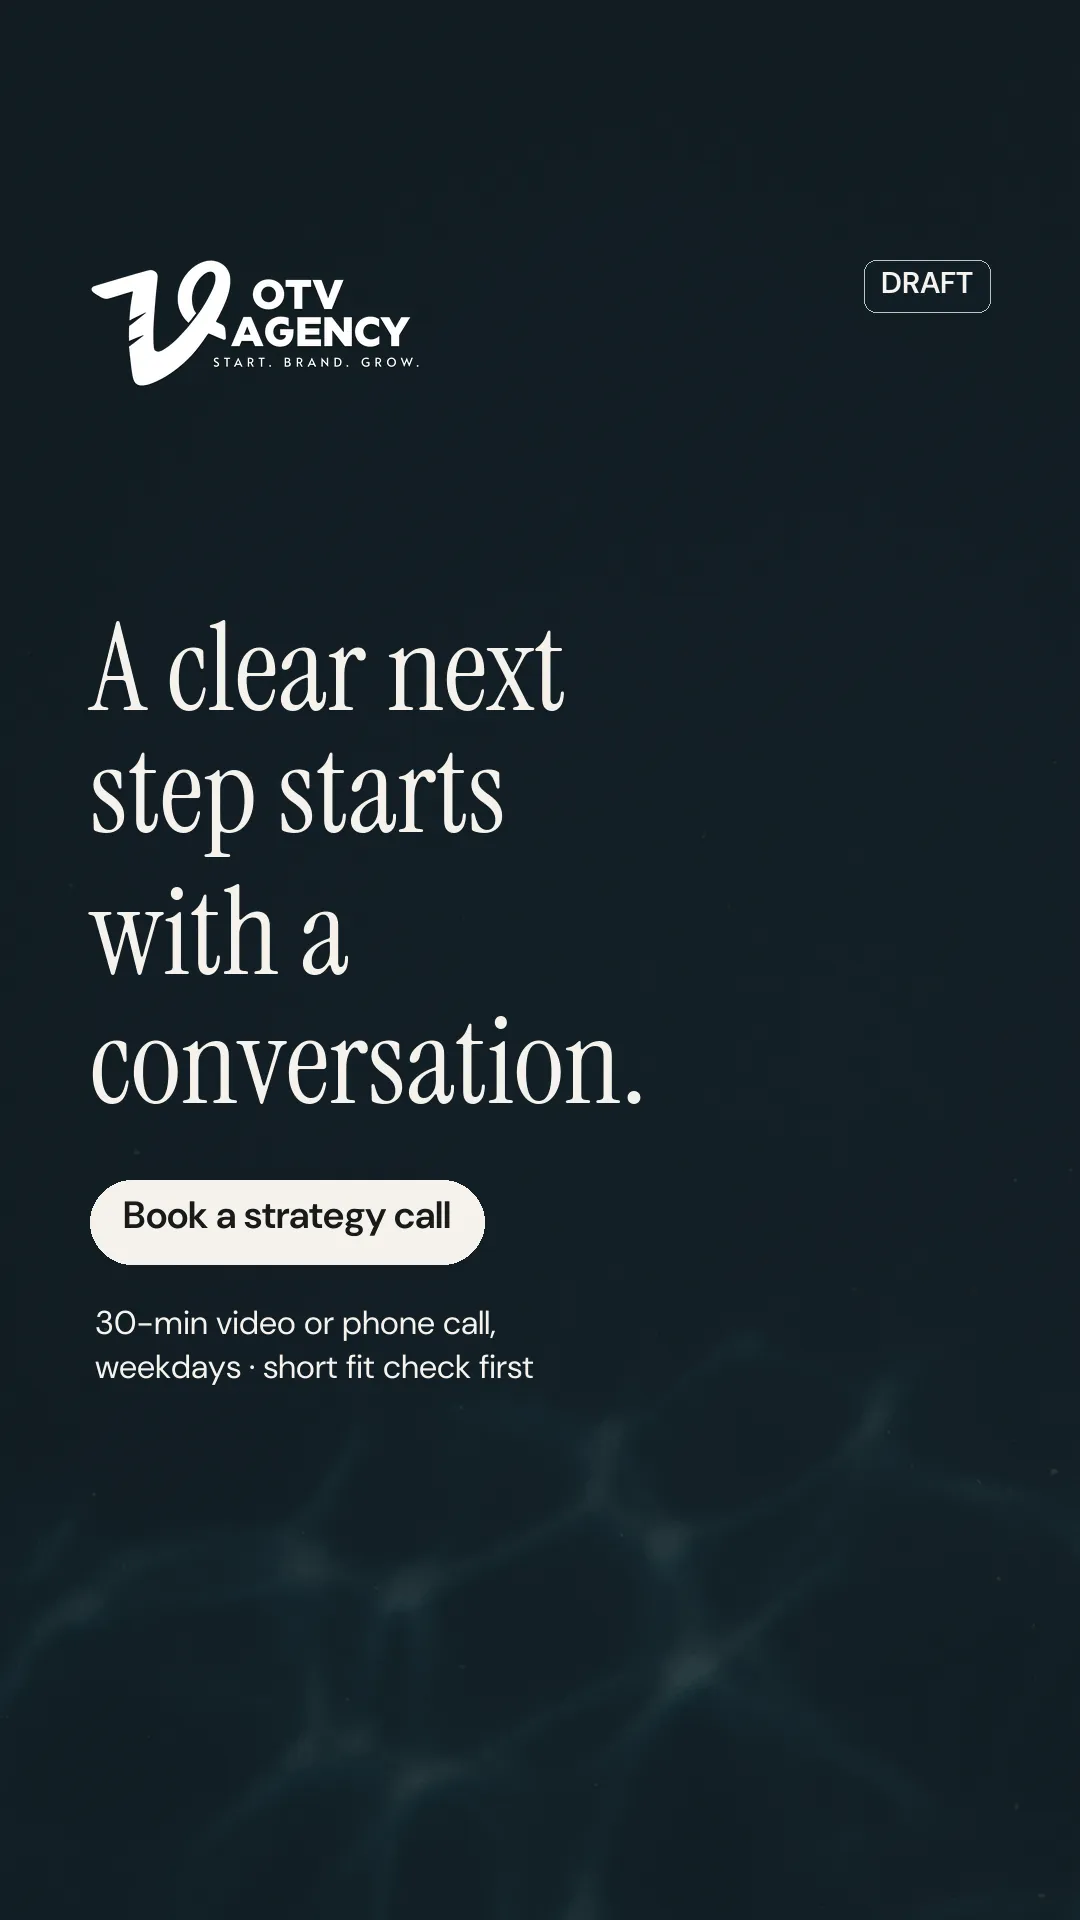 OTV
AGENCY
START. BRAND. GROW.
DRAFT
A clear next
step starts
with a
conversation.
Book a strategy call
30-min video or phone call,
weekdays · short fit check first